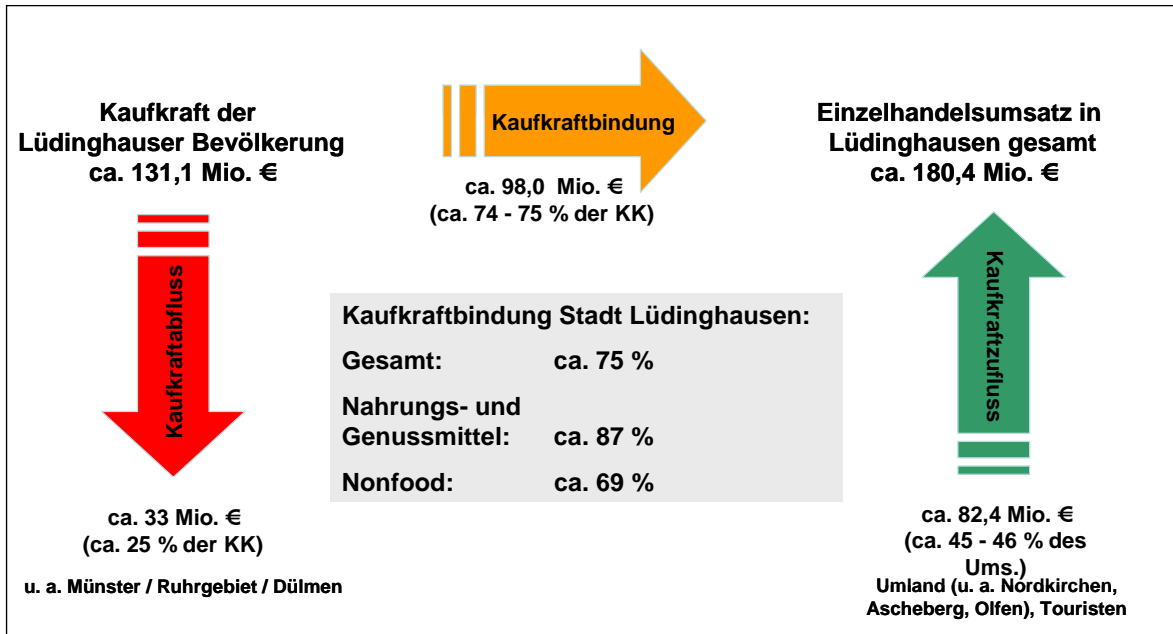 Kaufkraft der
Lüdinghauser Bevölkerung
ca. 131,1 Mio. €
Kaufkraftbindung
ca. 98,0 Mio. €
(ca. 74 - 75 % der KK)
Einzelhandelsumsatz in
Lüdinghausen gesamt
ca. 180,4 Mio. €
Kaufkraftabfluss
Kaufkraftbindung Stadt Lüdinghausen:
Gesamt: ca. 75 %
Nahrungs- und
Genussmittel: ca. 87 %
Nonfood: ca. 69 %
Kaufkraftzufluss
ca. 33 Mio. €
(ca. 25 % der KK)
u. a. Münster / Ruhrgebiet / Dülmen
ca. 82,4 Mio. €
(ca. 45 - 46 % des
Ums.)
Umland (u. a. Nordkirchen,
Ascheberg, Olfen), Touristen